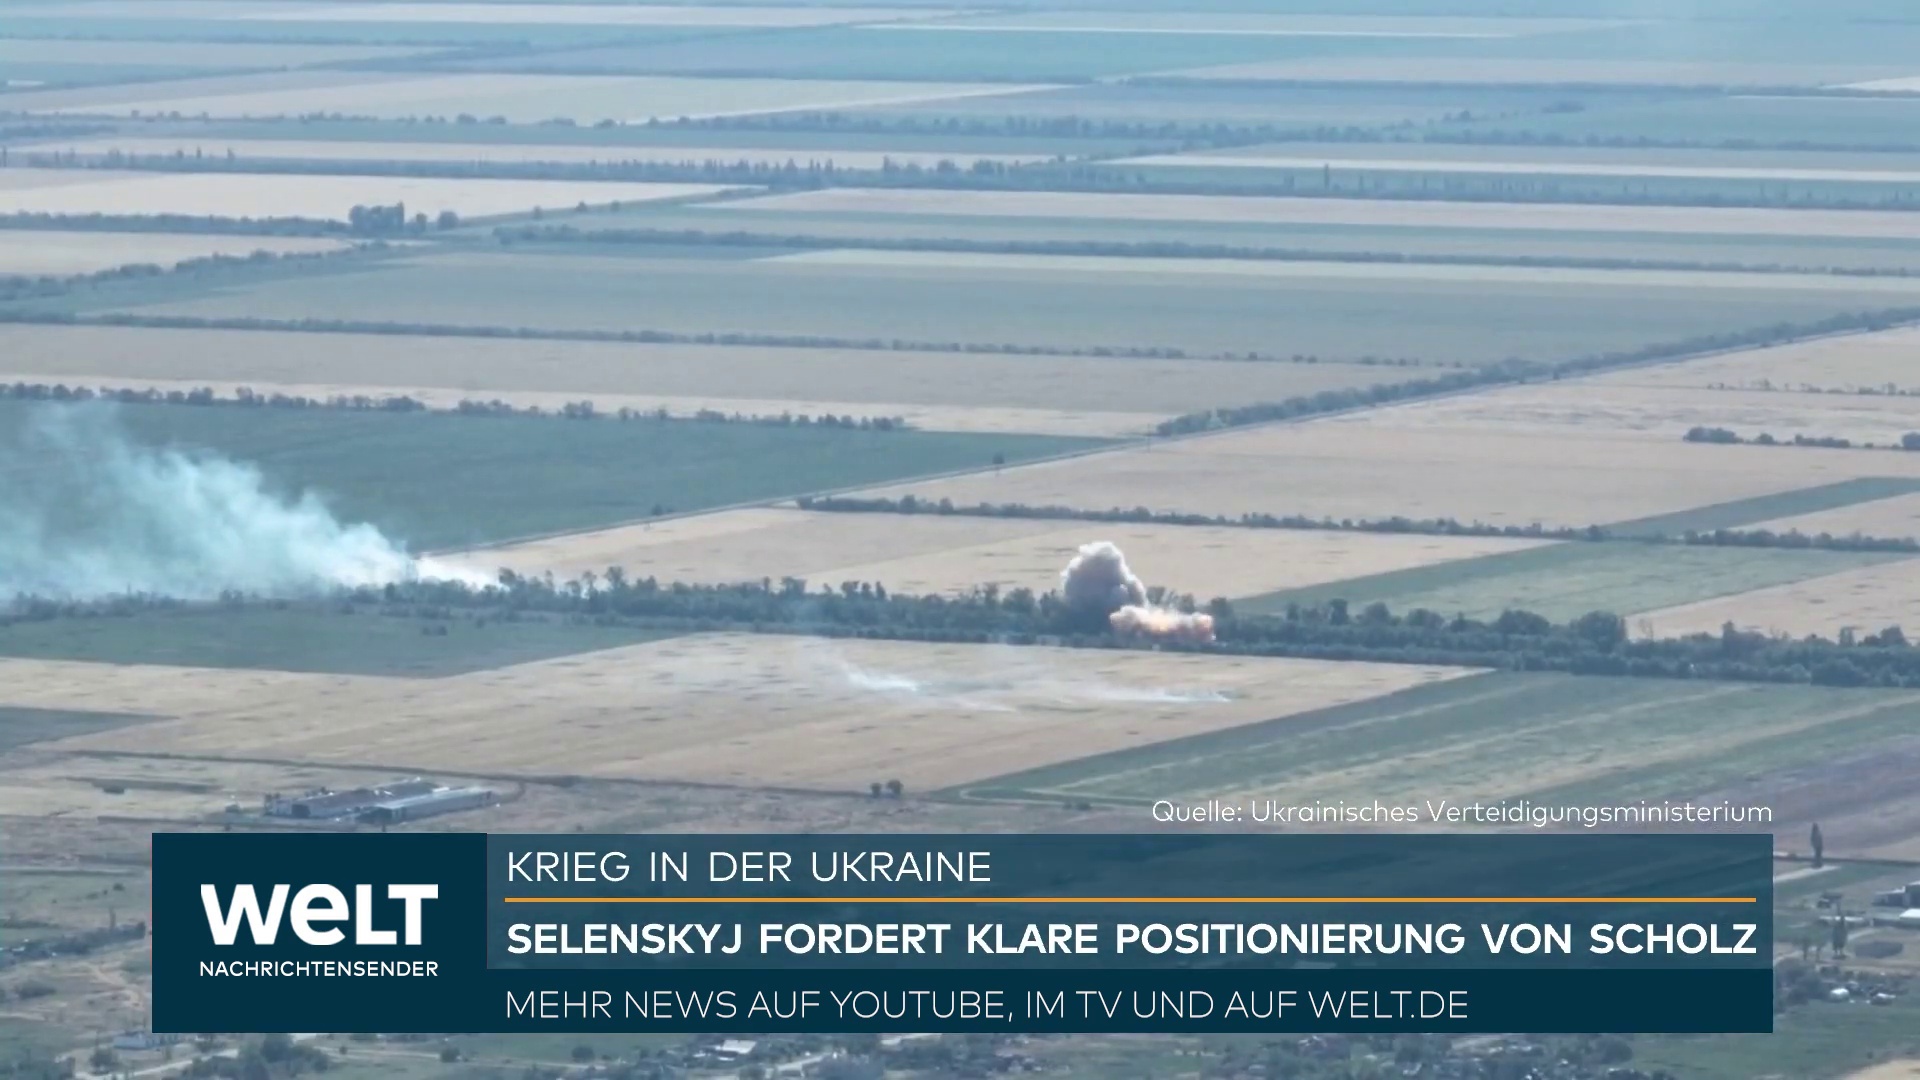 Quelle: Ukrainisches Verteidigungsministerium
KRIEG IN DER UKRAINE
SELENSKYJ FORDERT KLARE POSITIONIERUNG VON SCHOLZ
MEHR NEWS AUF YOUTUBE, IM TV UND AUF WELT.DE
WELT
NACHRICHTENSENDER